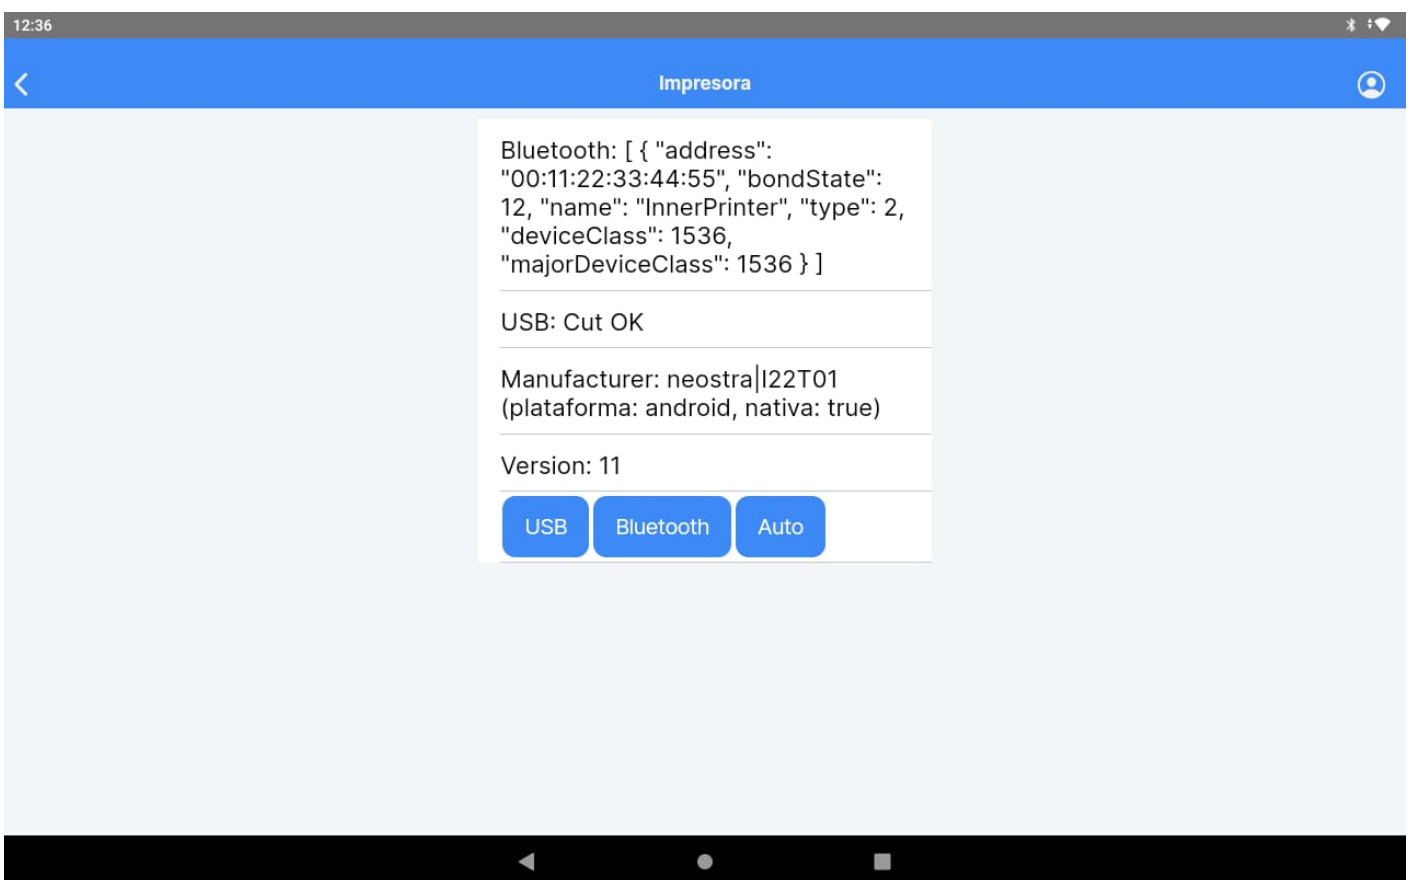 12:36
Impresora
Bluetooth: [ { "address":
"00:11:22:33:44:55", "bondState":
12, "name": "InnerPrinter", "type": 2,
"deviceClass": 1536,
"majorDeviceClass": 1536 } ]
USB: Cut OK
Manufacturer: neostra|I22T01
(plataforma: android, nativa: true)
Version: 11
USB Bluetooth Auto